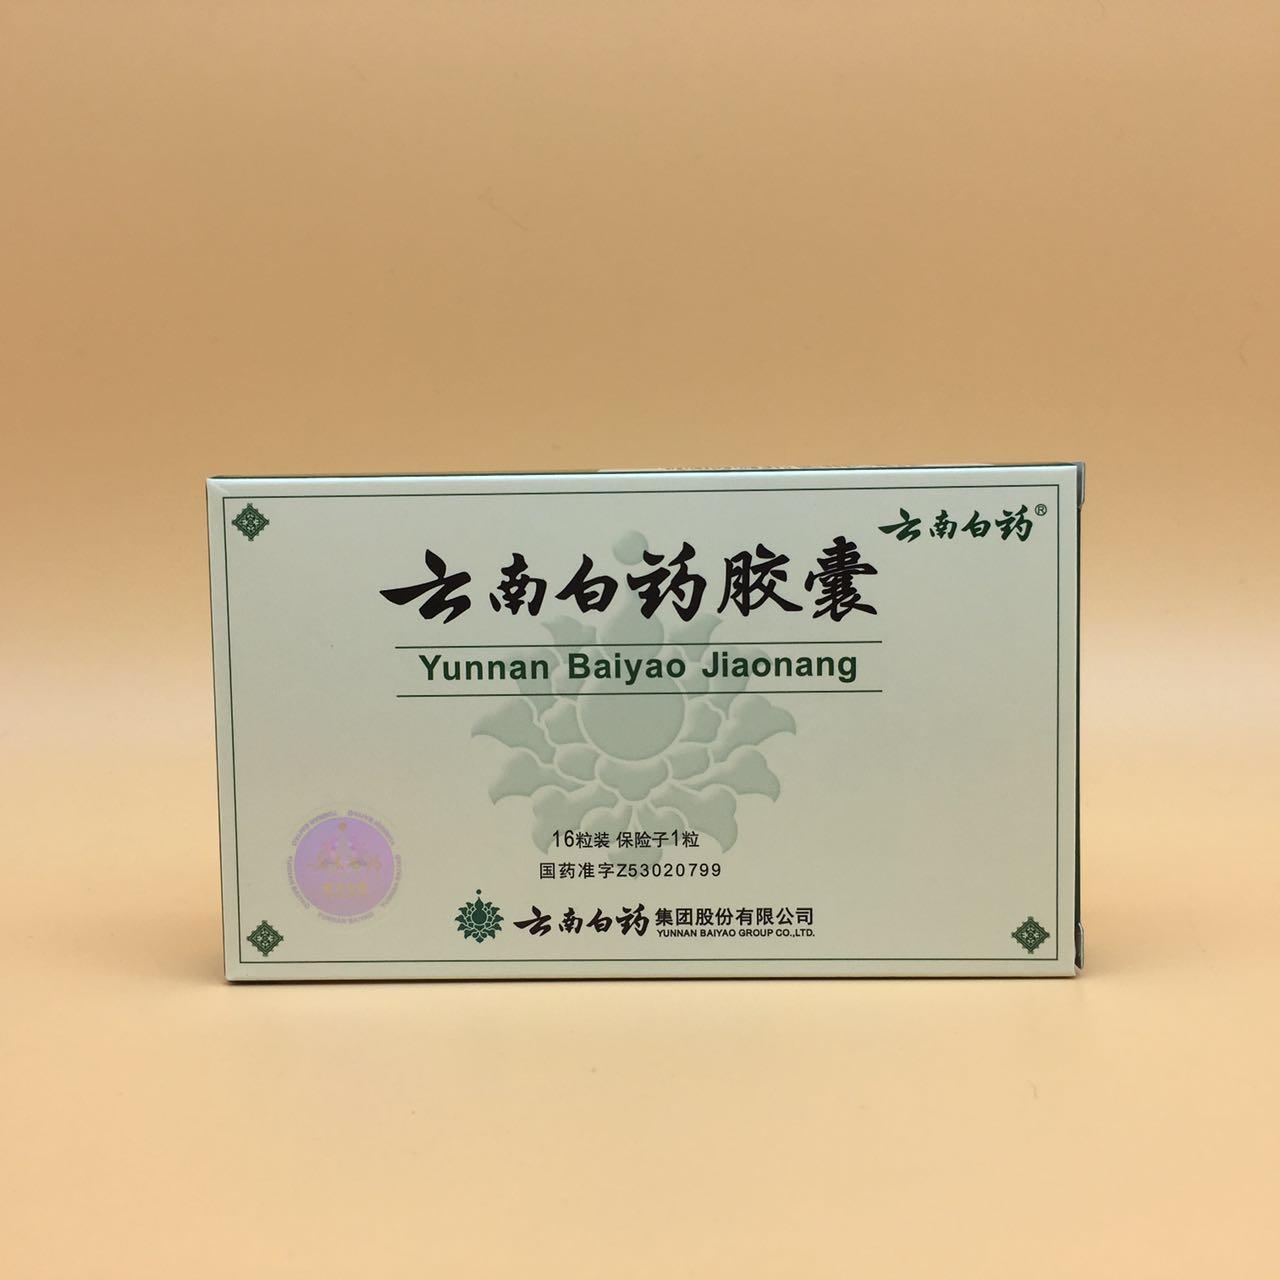 云南白药®
云南白药胶囊
Yunnan Baiyao Jiaonang
16粒装 保险子1粒
国药准字Z53020799
云南白药集团股份有限公司
YUNNAN BAIYAO GROUP CO.,LTD.